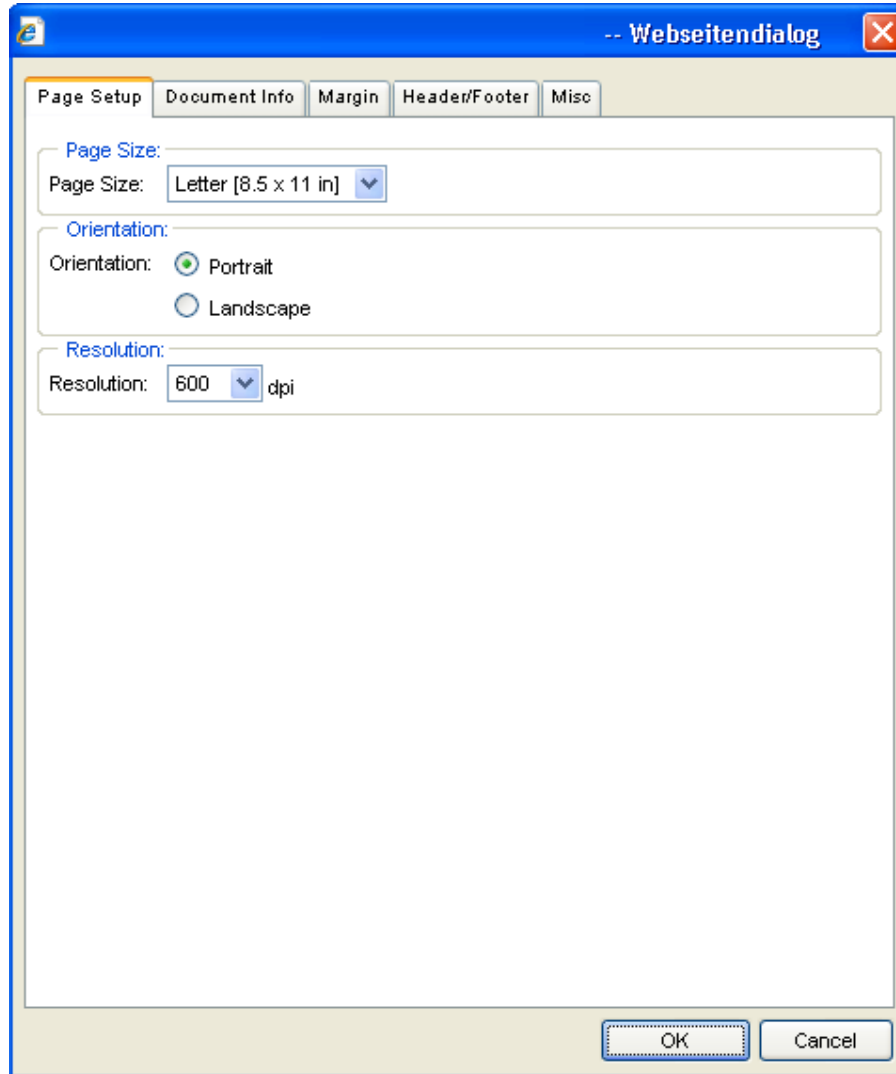 -- Webseitendialog
Page Setup Document Info Margin Header/Footer Misc
Page Size:
Page Size: Letter [8.5 x 11 in]
Orientation:
Orientation: Portrait
Landscape
Resolution:
Resolution: 600 dpi
OK Cancel